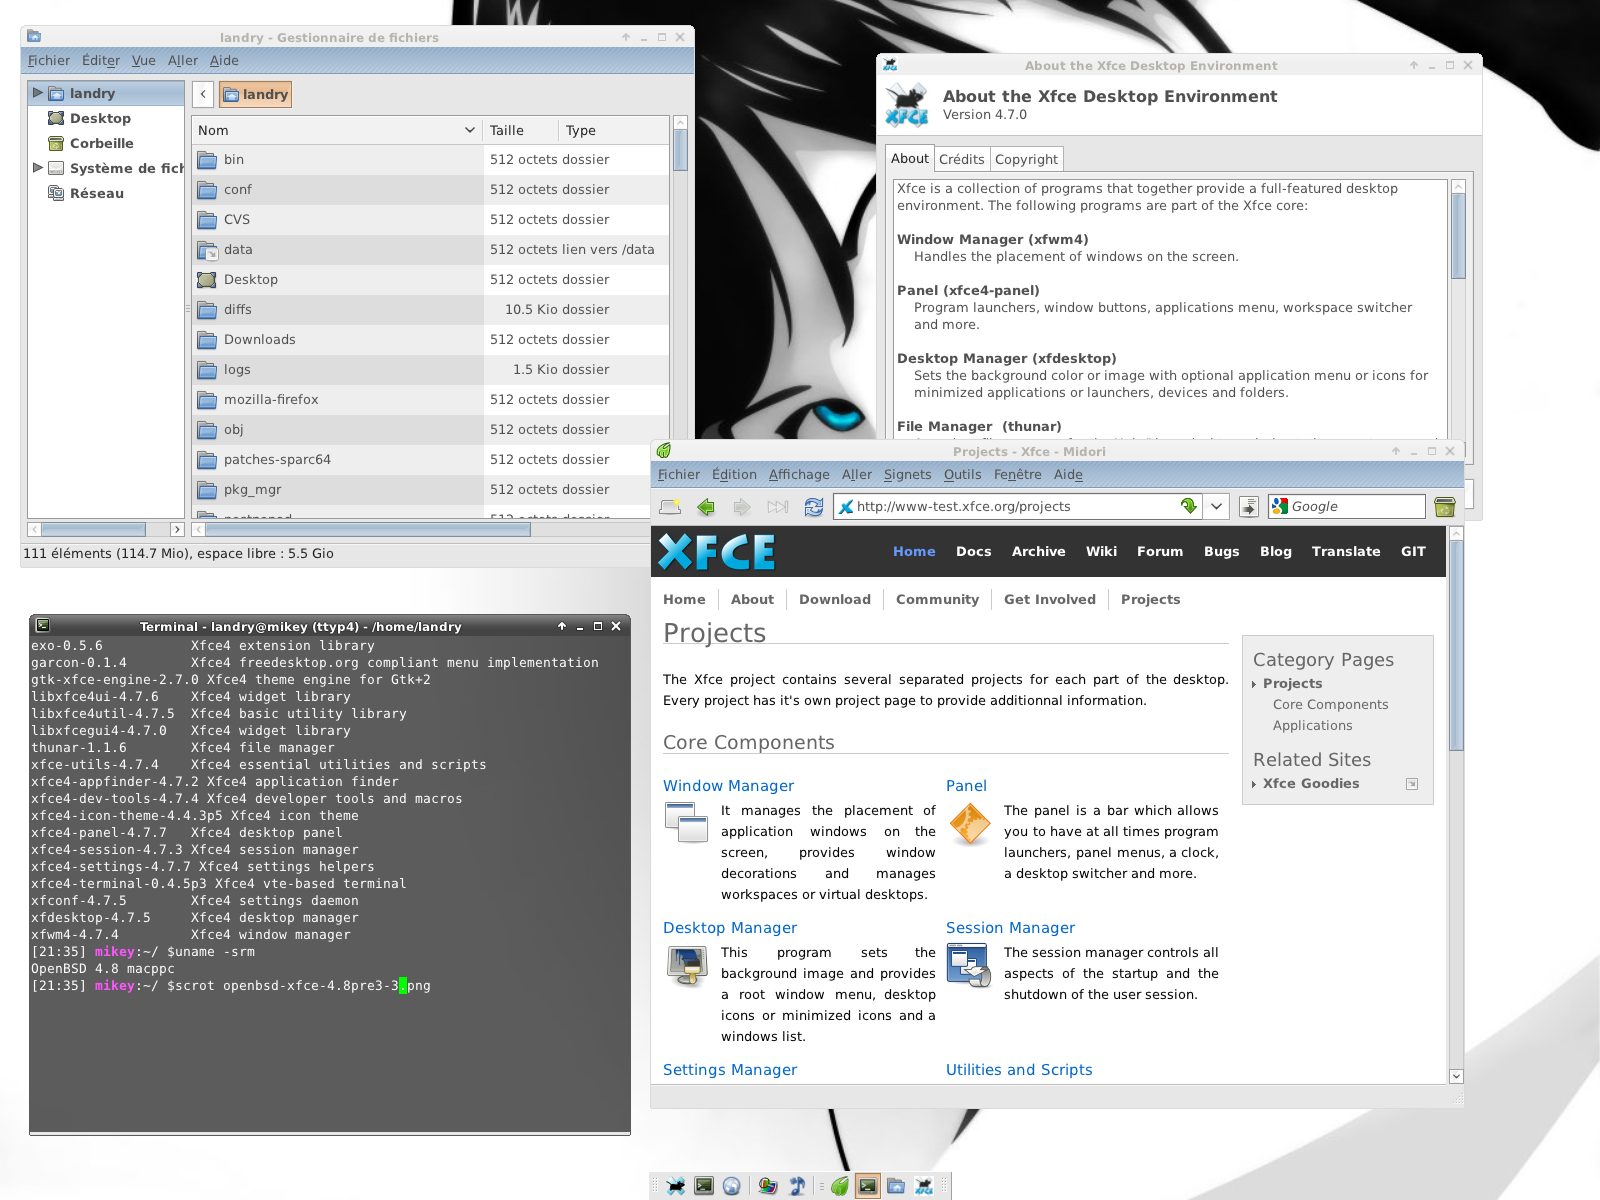 landry - Gestionnaire de fichiers
Fichier Éditer Vue Aller Aide
landry
Desktop
Corbeille
Système de fich
Réseau
landry
Nom Taille Type
bin 512 octets dossier
conf 512 octets dossier
CVS 512 octets dossier
data 512 octets lien vers /data
Desktop 512 octets dossier
diffs 10.5 Kio dossier
Downloads 512 octets dossier
logs 1.5 Kio dossier
mozilla-firefox 512 octets dossier
obj 512 octets dossier
patches-sparc64 512 octets dossier
pkg_mgr 512 octets dossier
111 éléments (114.7 Mio), espace libre : 5.5 Gio
About the Xfce Desktop Environment
XFCE
About the Xfce Desktop Environment
Version 4.7.0
About Crédits Copyright
Xfce is a collection of programs that together provide a full-featured desktop
environment. The following programs are part of the Xfce core:
Window Manager (xfwm4)
Handles the placement of windows on the screen.
Panel (xfce4-panel)
Program launchers, window buttons, applications menu, workspace switcher
and more.
Desktop Manager (xfdesktop)
Sets the background color or image with optional application menu or icons for
minimized applications or launchers, devices and folders.
File Manager (thunar)
Terminal - landry@mikey (ttyp4) - /home/landry
exo-0.5.6 Xfce4 extension library
garcon-0.1.4 Xfce4 freedesktop.org compliant menu implementation
gtk-xfce-engine-2.7.0 Xfce4 theme engine for Gtk+2
libxfce4ui-4.7.6 Xfce4 widget library
libxfce4util-4.7.5 Xfce4 basic utility library
libxfcegui4-4.7.0 Xfce4 widget library
thunar-1.1.6 Xfce4 file manager
xfce-utils-4.7.4 Xfce4 essential utilities and scripts
xfce4-appfinder-4.7.2 Xfce4 application finder
xfce4-dev-tools-4.7.4 Xfce4 developer tools and macros
xfce4-icon-theme-4.4.3p5 Xfce4 icon theme
xfce4-panel-4.7.7 Xfce4 desktop panel
xfce4-session-4.7.3 Xfce4 session manager
xfce4-settings-4.7.7 Xfce4 settings helpers
xfce4-terminal-0.4.5p3 Xfce4 vte-based terminal
xfconf-4.7.5 Xfce4 settings daemon
xfdesktop-4.7.5 Xfce4 desktop manager
xfwm4-4.7.4 Xfce4 window manager
[21:35] mikey:~/ $uname -srm
OpenBSD 4.8 macppc
[21:35] mikey:~/ $scrot openbsd-xfce-4.8pre3-3.png
Projects - Xfce - Midori
Fichier Édition Affichage Aller Signets Outils Fenêtre Aide
http://www-test.xfce.org/projects Google
XFCE Home Docs Archive Wiki Forum Bugs Blog Translate GIT
Home About Download Community Get Involved Projects
Projects
The Xfce project contains several separated projects for each part of the desktop.
Every project has it's own project page to provide additionnal information.
Core Components
Window Manager
It manages the placement of
application windows on the
screen, provides window
decorations and manages
workspaces or virtual desktops.
Panel
The panel is a bar which allows
you to have at all times program
launchers, panel menus, a clock,
a desktop switcher and more.
Desktop Manager
This program sets the
background image and provides
a root window menu, desktop
icons or minimized icons and a
windows list.
Session Manager
The session manager controls all
aspects of the startup and the
shutdown of the user session.
Settings Manager
Utilities and Scripts
Category Pages
Projects
Core Components
Applications
Related Sites
Xfce Goodies